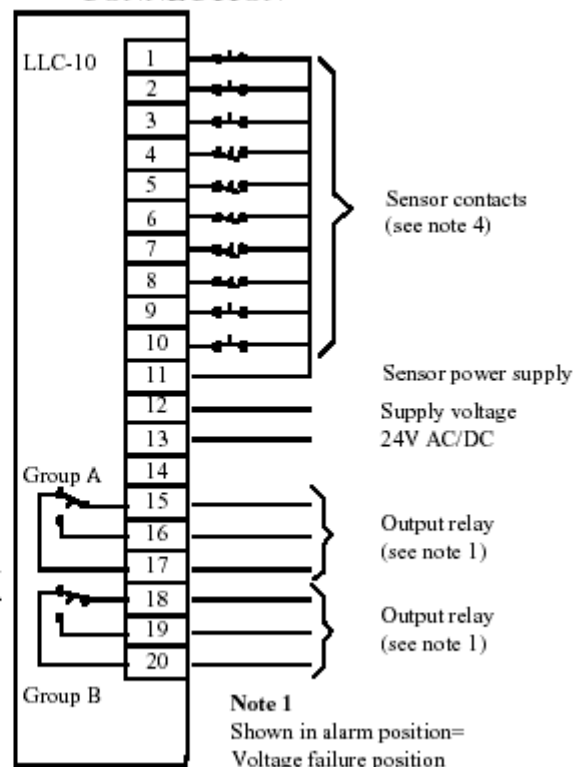 LLC-10
1
2
3
4
5
6
7
8
9
10
11
12
13
14
15
16
17
18
19
20
Sensor contacts
(see note 4)
Sensor power supply
Supply voltage
24V AC/DC
Group A
Output relay
(see note 1)
Output relay
(see note 1)
Group B
Note 1
Shown in alarm position=
Voltage failure position